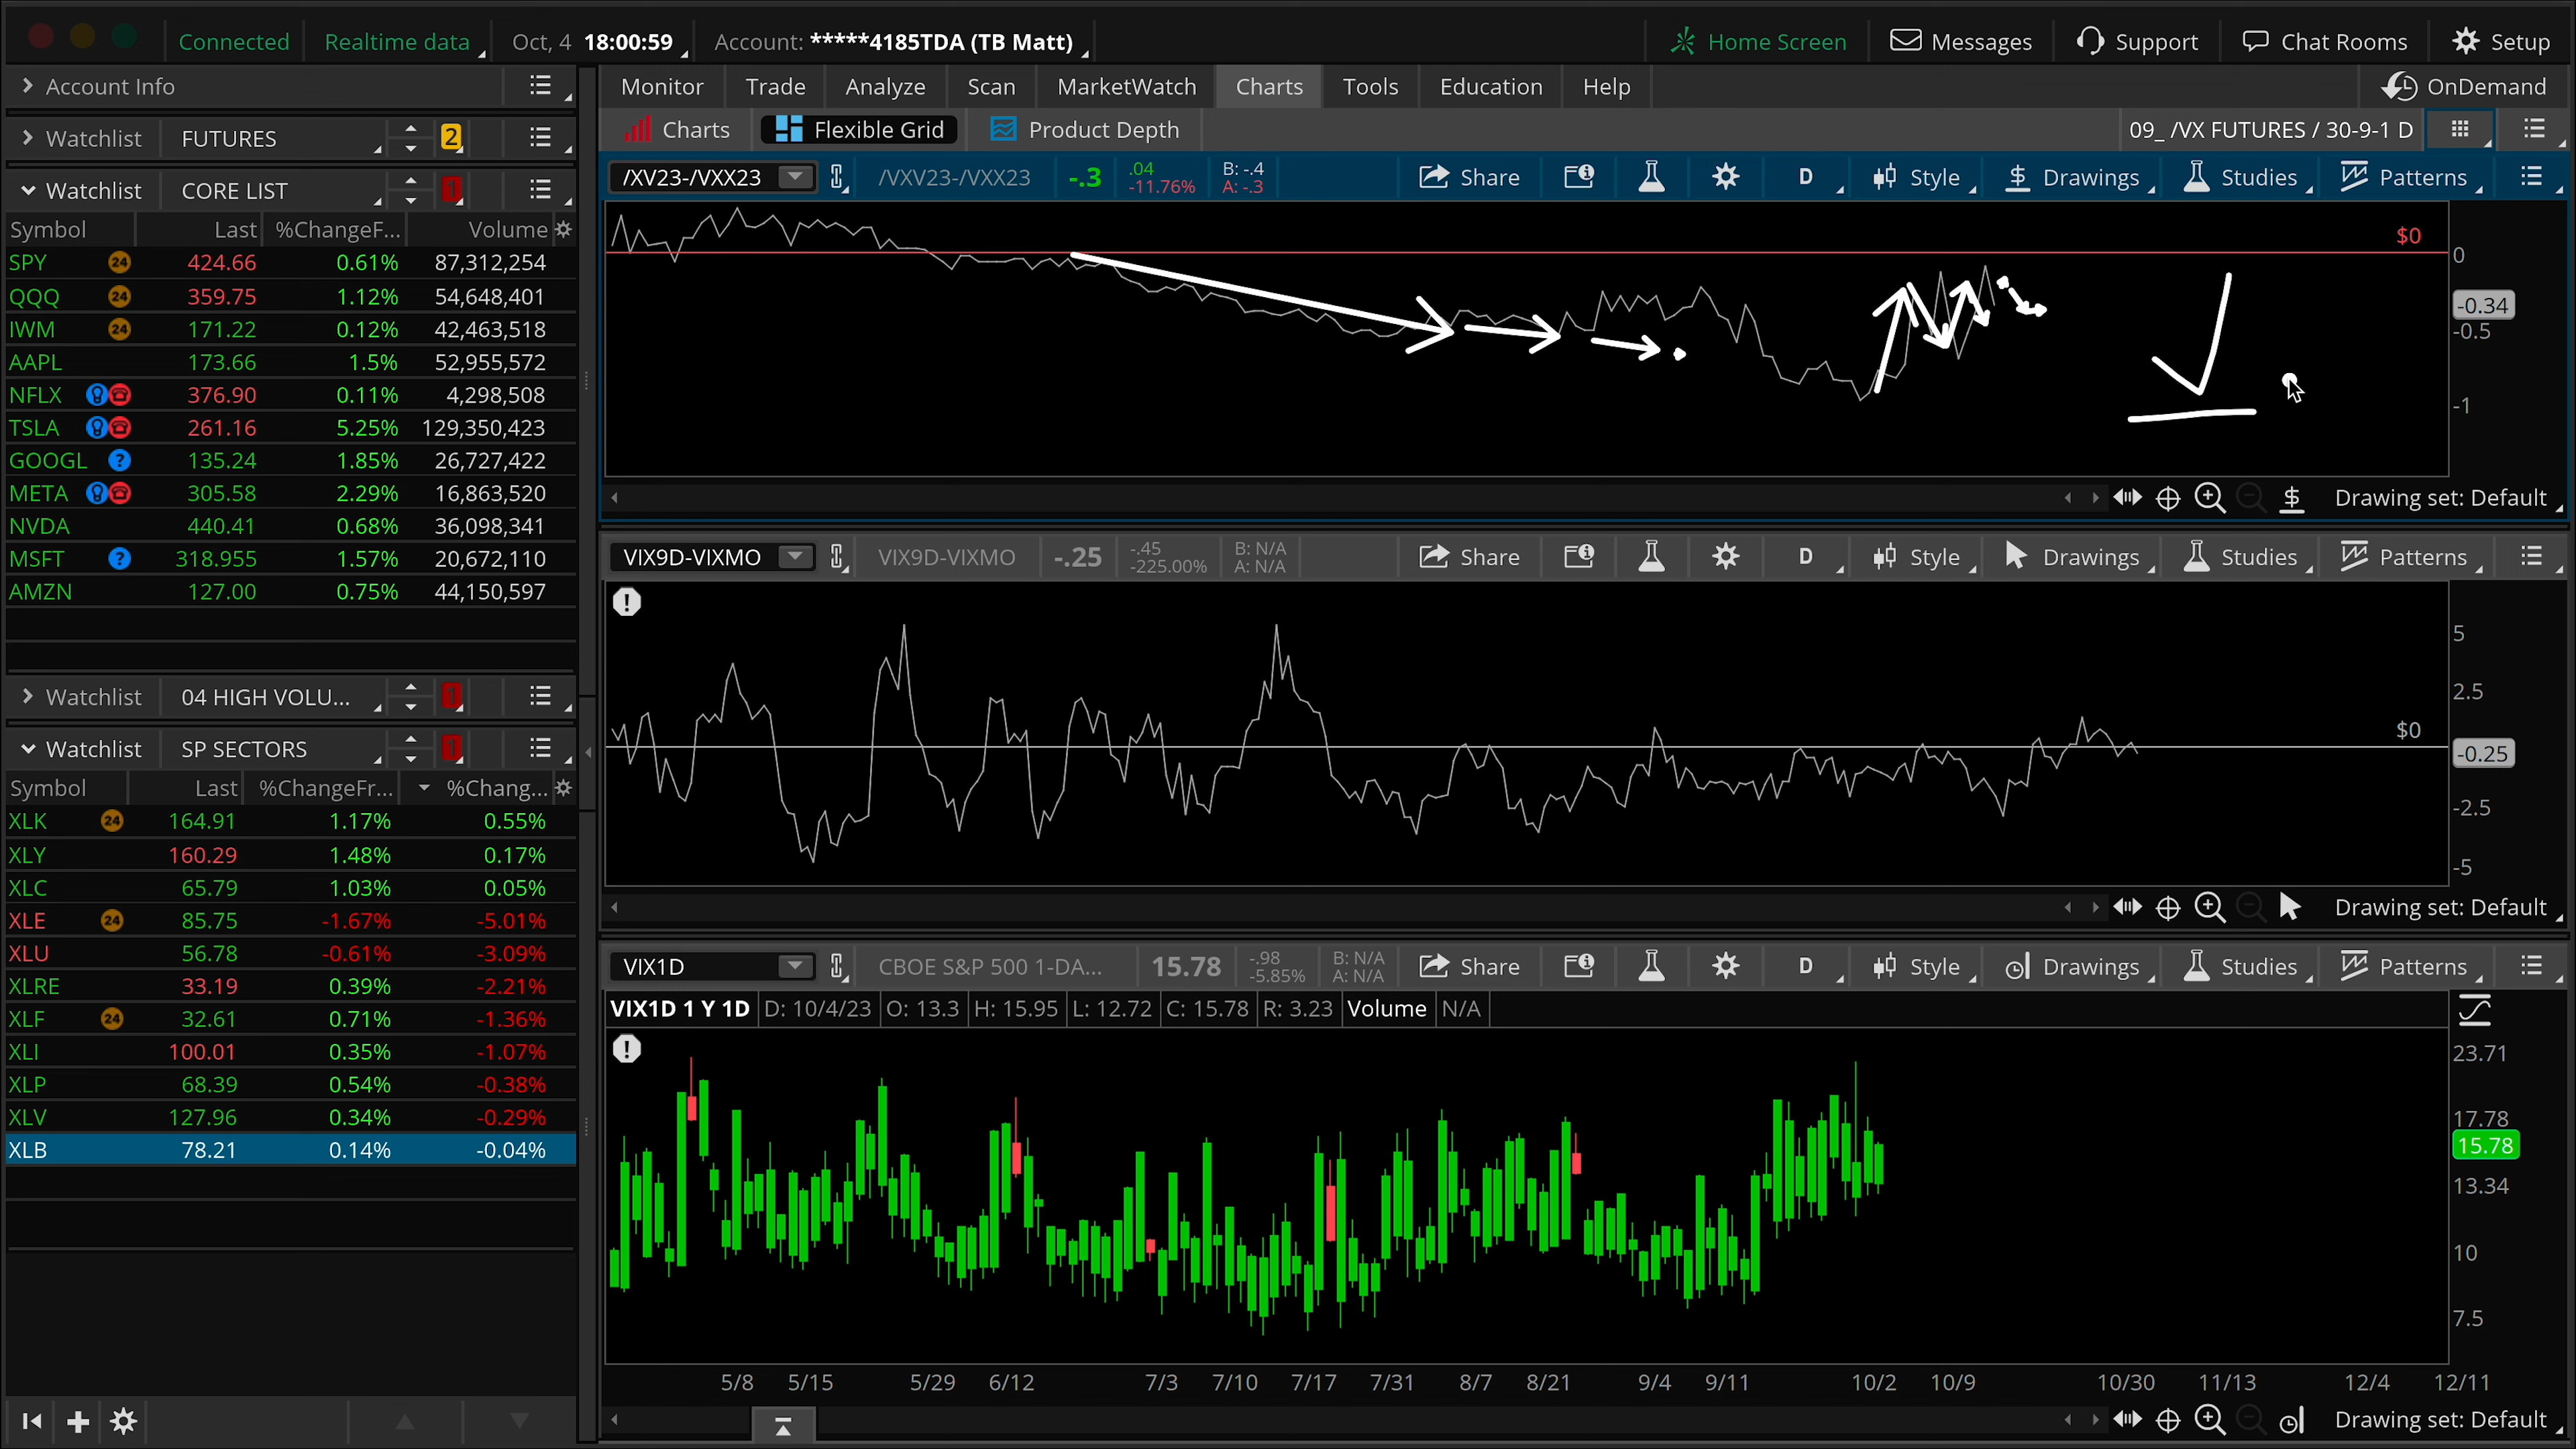 Connected Realtime data Oct, 4 18:00:59 Account: *****4185TDA (TB Matt) Home Screen Messages Support Chat Rooms Setup
Account Info
Monitor Trade Analyze Scan MarketWatch Charts Tools Education Help OnDemand
Charts Flexible Grid Product Depth 09_ /VX FUTURES / 30-9-1 D
Watchlist FUTURES 2
Watchlist CORE LIST 1
Symbol Last %ChangeF... Volume
SPY 24 424.66 0.61% 87,312,254
QQQ 24 359.75 1.12% 54,648,401
IWM 24 171.22 0.12% 42,463,518
AAPL 173.66 1.5% 52,955,572
NFLX 376.90 0.11% 4,298,508
TSLA 261.16 5.25% 129,350,423
GOOGL ? 135.24 1.85% 26,727,422
META 305.58 2.29% 16,863,520
NVDA 440.41 0.68% 36,098,341
MSFT ? 318.955 1.57% 20,672,110
AMZN 127.00 0.75% 44,150,597
Watchlist 04 HIGH VOLU... 1
Watchlist SP SECTORS 1
Symbol Last %ChangeFr... %Chang...
XLK 24 164.91 1.17% 0.55%
XLY 160.29 1.48% 0.17%
XLC 65.79 1.03% 0.05%
XLE 24 85.75 -1.67% -5.01%
XLU 56.78 -0.61% -3.09%
XLRE 33.19 0.39% -2.21%
XLF 24 32.61 0.71% -1.36%
XLI 100.01 0.35% -1.07%
XLP 68.39 0.54% -0.38%
XLV 127.96 0.34% -0.29%
XLB 78.21 0.14% -0.04%
/XV23-/VXX23 /VXV23-/VXX23 -.3 .04 -11.76% B: -.4 A: -.3 Share D Style Drawings Studies Patterns
$0
0
-0.34
-0.5
-1
Drawing set: Default
VIX9D-VIXMO VIX9D-VIXMO -.25 -.45 -225.00% B: N/A A: N/A Share D Style Drawings Studies Patterns
5
2.5
$0
-0.25
-2.5
-5
Drawing set: Default
VIX1D CBOE S&P 500 1-DA... 15.78 -.98 -5.85% B: N/A A: N/A Share D Style Drawings Studies Patterns
VIX1D 1 Y 1D D: 10/4/23 O: 13.3 H: 15.95 L: 12.72 C: 15.78 R: 3.23 Volume N/A
23.71
17.78
15.78
13.34
10
7.5
5/8 5/15 5/29 6/12 7/3 7/10 7/17 7/31 8/7 8/21 9/4 9/11 10/2 10/9 10/30 11/13 12/4 12/11
Drawing set: Default